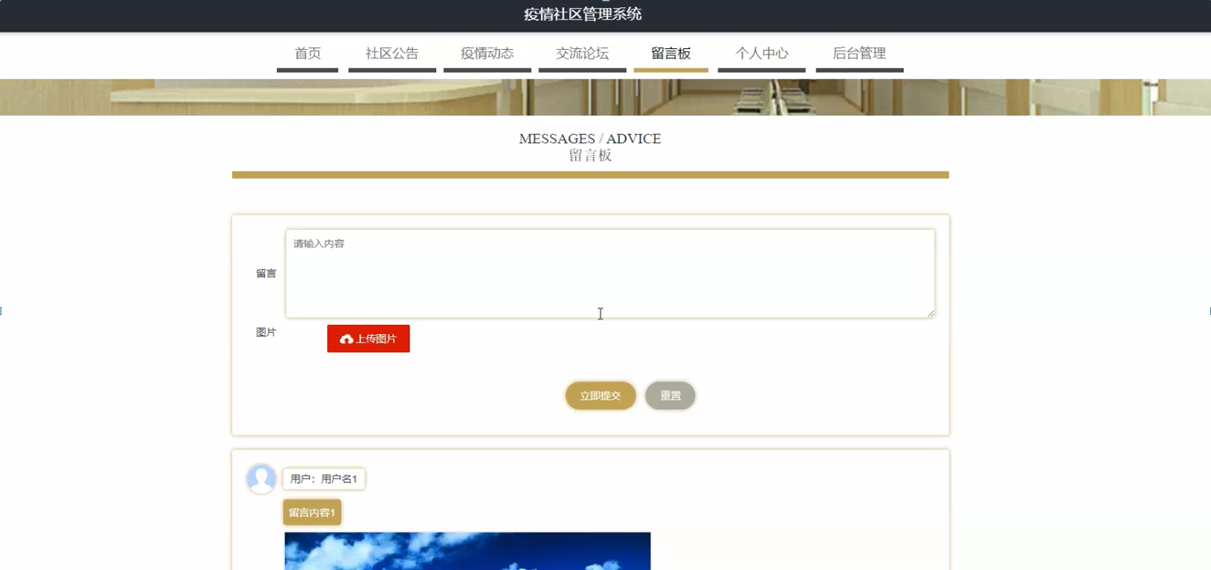 疫情社区管理系统
首页 社区公告 疫情动态 交流论坛 留言板 个人中心 后台管理
MESSAGES / ADVICE
留言板
请输入内容
留言
图片 上传图片
立即提交 重置
用户：用户名1
留言内容1